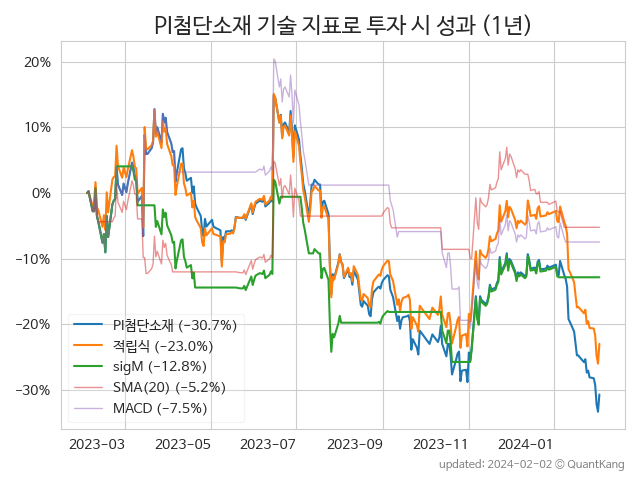 PI첨단소재 기술 지표로 투자 시 성과 (1년)
20%
10%
0%
−10%
−20%
−30%
PI첨단소재 (−30.7%)
적립식 (−23.0%)
sigM (−12.8%)
SMA(20) (−5.2%)
MACD (−7.5%)
2023-03 2023-05 2023-07 2023-09 2023-11 2024-01
updated: 2024-02-02 © QuantKang